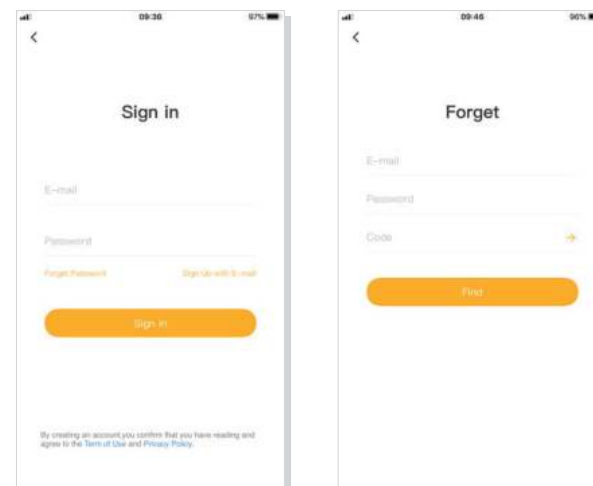 09:36
97%
Sign in
E-mail
Password
Forget Password
Sign Up with E-mail
Sign in
By creating an account you confirm that you have reading and
agree to the Term of Use and Privacy Policy.
09:46
96%
Forget
E-mail
Password
Code
Find